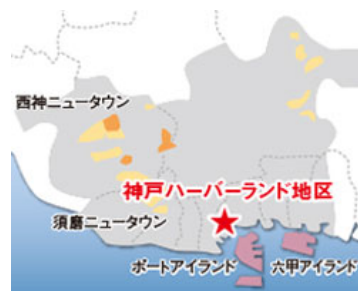 西神ニュータウン
神戸ハーバーランド地区
須磨ニュータウン
ポートアイランド
六甲アイランド